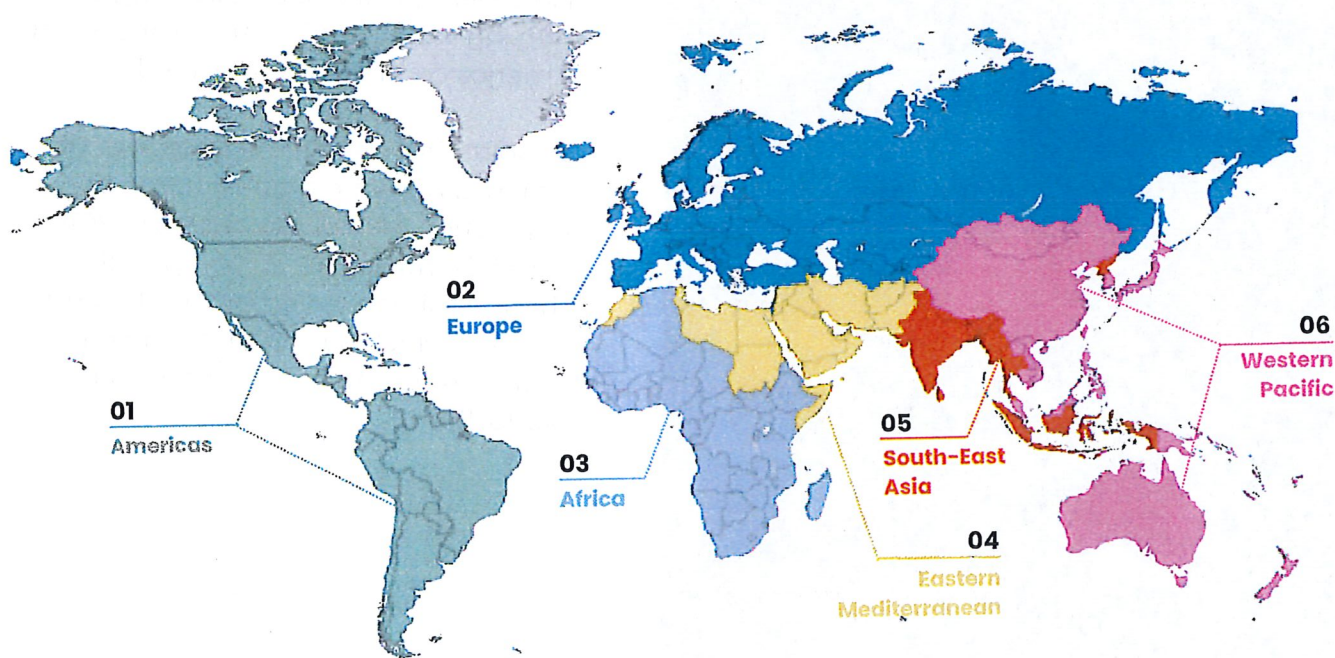 01
Americas
02
Europe
03
Africa
04
Eastern
Mediterranean
05
South-East
Asia
06
Western
Pacific